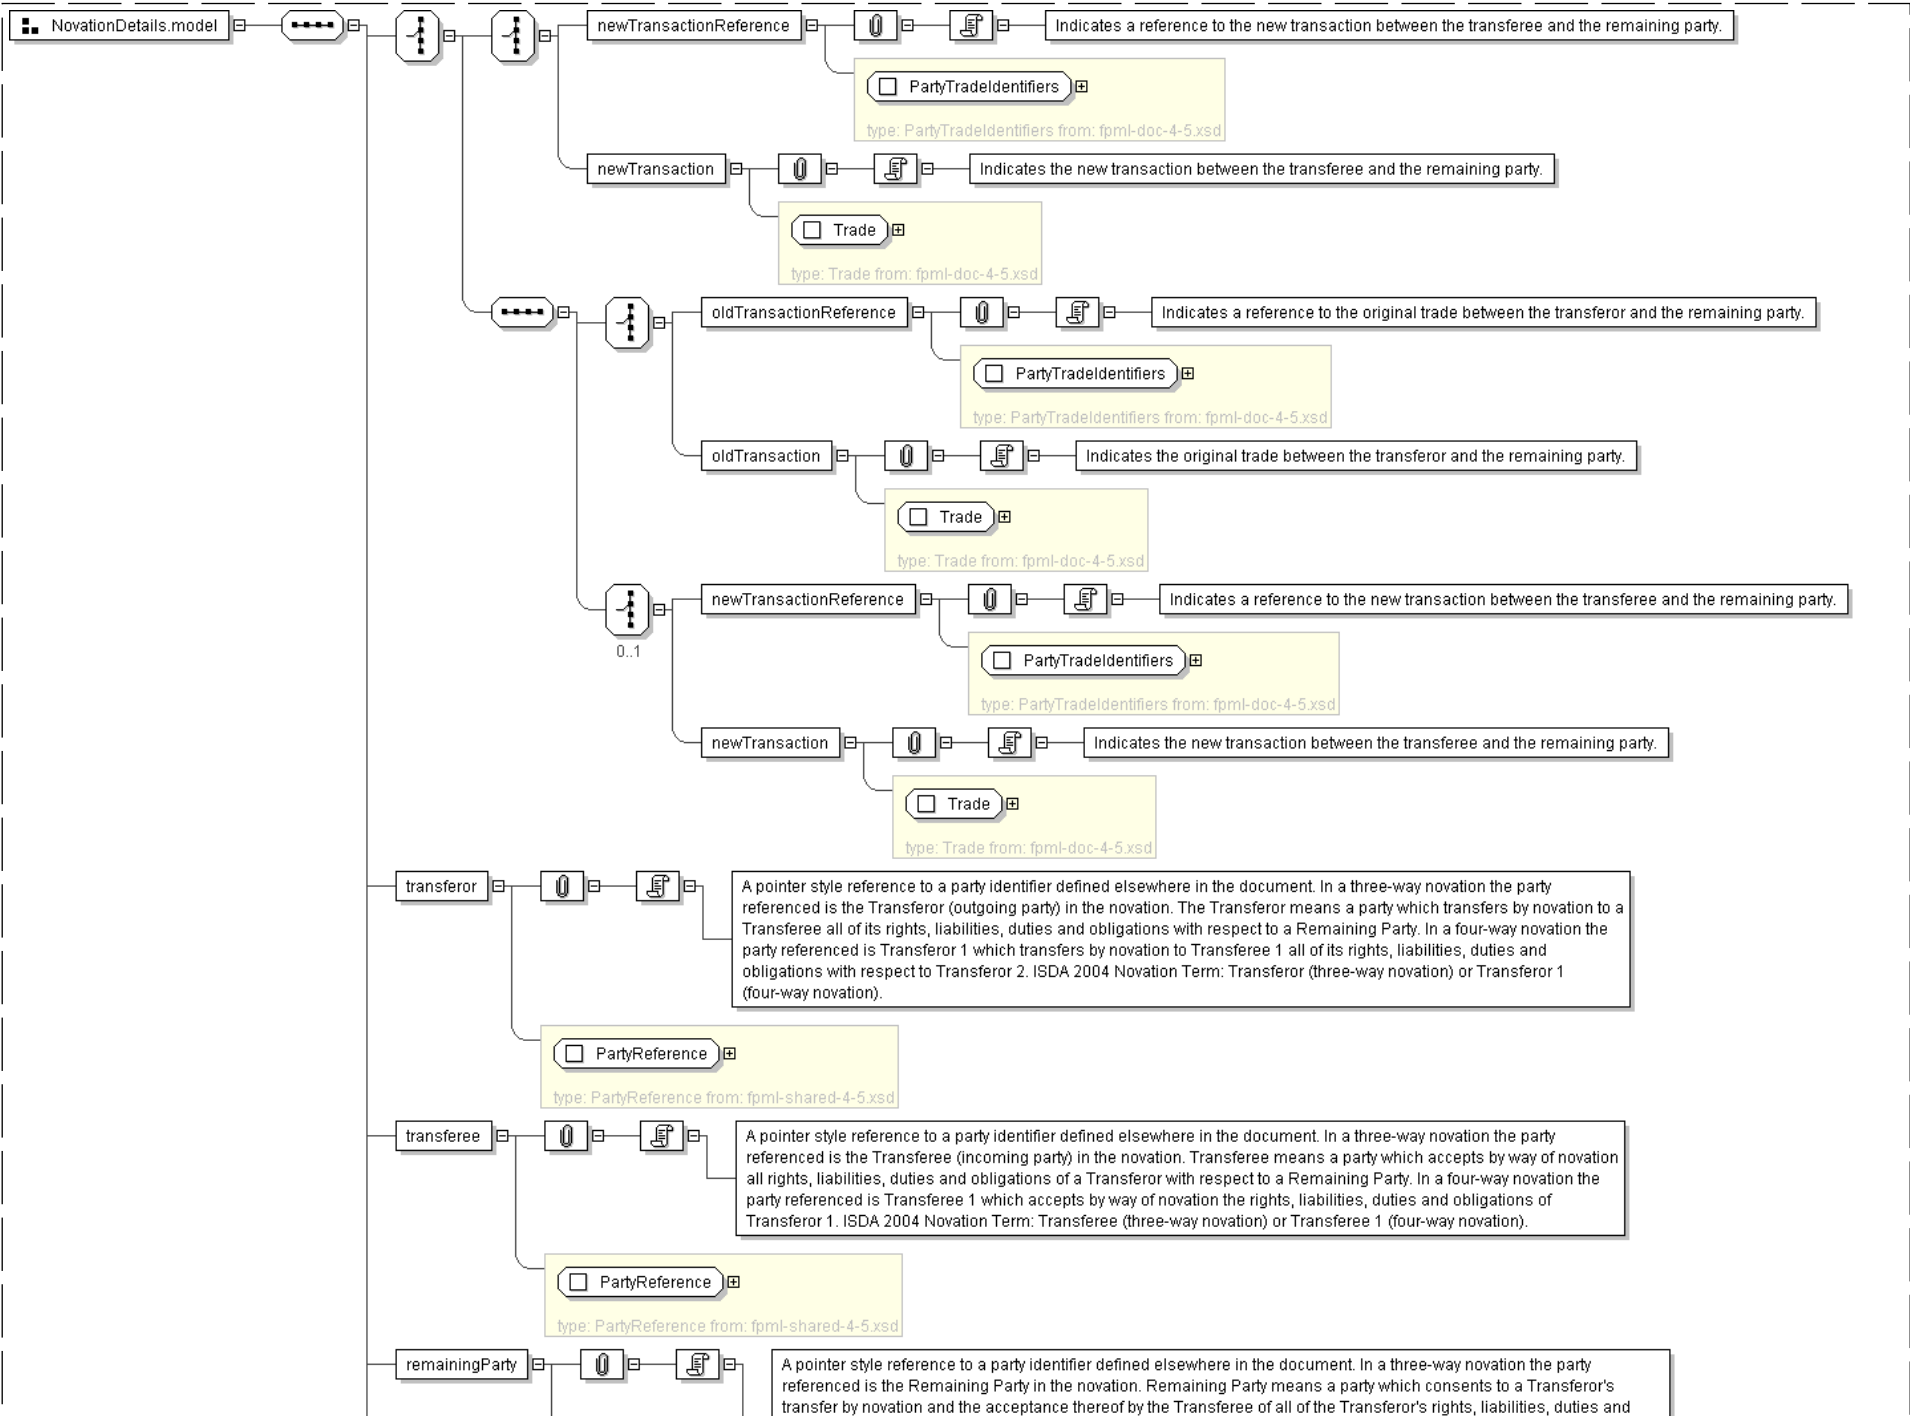 NovationDetails.model
newTransactionReference
Indicates a reference to the new transaction between the transferee and the remaining party.
PartyTradeIdentifiers
type: PartyTradeIdentifiers from: fpml-doc-4-5.xsd
newTransaction
Indicates the new transaction between the transferee and the remaining party.
Trade
type: Trade from: fpml-doc-4-5.xsd
oldTransactionReference
Indicates a reference to the original trade between the transferor and the remaining party.
PartyTradeIdentifiers
type: PartyTradeIdentifiers from: fpml-doc-4-5.xsd
oldTransaction
Indicates the original trade between the transferor and the remaining party.
Trade
type: Trade from: fpml-doc-4-5.xsd
newTransactionReference
Indicates a reference to the new transaction between the transferee and the remaining party.
0..1
PartyTradeIdentifiers
type: PartyTradeIdentifiers from: fpml-doc-4-5.xsd
newTransaction
Indicates the new transaction between the transferee and the remaining party.
Trade
type: Trade from: fpml-doc-4-5.xsd
transferor
A pointer style reference to a party identifier defined elsewhere in the document. In a three-way novation the party
referenced is the Transferor (outgoing party) in the novation. The Transferor means a party which transfers by novation to a
Transferee all of its rights, liabilities, duties and obligations with respect to a Remaining Party. In a four-way novation the
party referenced is Transferor 1 which transfers by novation to Transferee 1 all of its rights, liabilities, duties and
obligations with respect to Transferor 2. ISDA 2004 Novation Term: Transferor (three-way novation) or Transferor 1
(four-way novation).
PartyReference
type: PartyReference from: fpml-shared-4-5.xsd
transferee
A pointer style reference to a party identifier defined elsewhere in the document. In a three-way novation the party
referenced is the Transferee (incoming party) in the novation. Transferee means a party which accepts by way of novation
all rights, liabilities, duties and obligations of a Transferor with respect to a Remaining Party. In a four-way novation the
party referenced is Transferee 1 which accepts by way of novation the rights, liabilities, duties and obligations of
Transferor 1. ISDA 2004 Novation Term: Transferee (three-way novation) or Transferee 1 (four-way novation).
PartyReference
type: PartyReference from: fpml-shared-4-5.xsd
remainingParty
A pointer style reference to a party identifier defined elsewhere in the document. In a three-way novation the party
referenced is the Remaining Party in the novation. Remaining Party means a party which consents to a Transferor's
transfer by novation and the acceptance thereof by the Transferee of all of the Transferor's rights, liabilities, duties and